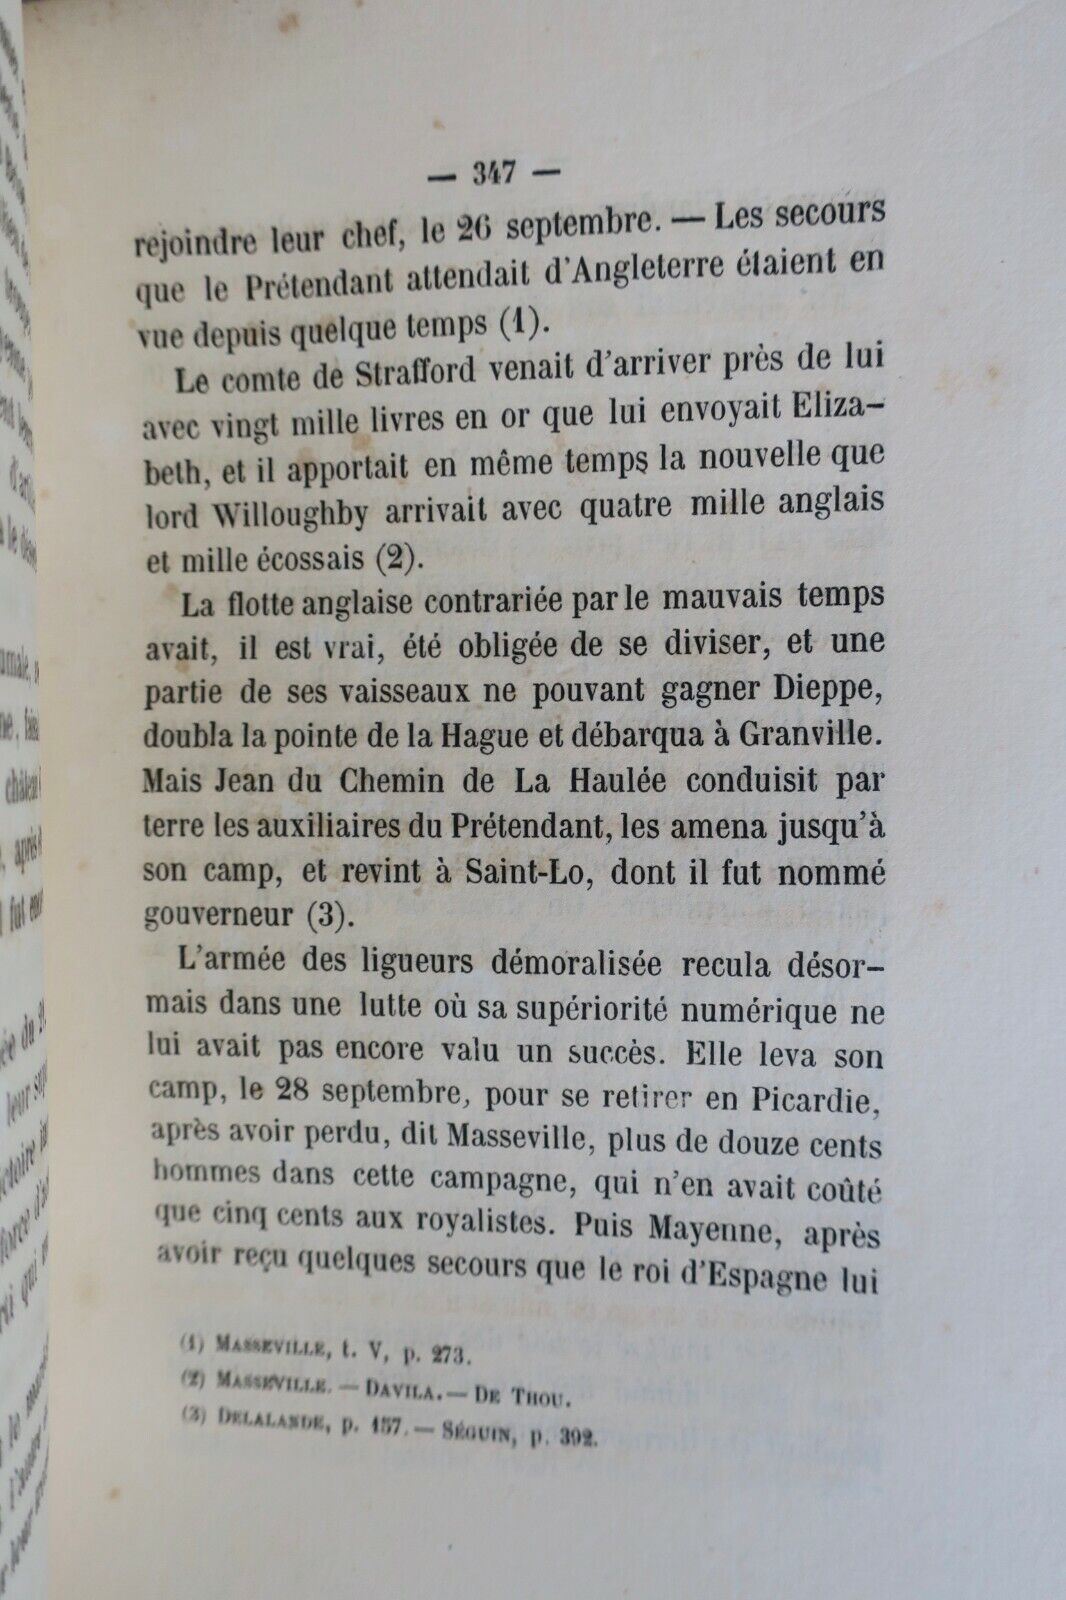 — 347 —
rejoindre leur chef, le 26 septembre. — Les secours
que le Prétendant attendait d'Angleterre étaient en
vue depuis quelque temps (1).
Le comte de Strafford venait d'arriver près de lui
avec vingt mille livres en or que lui envoyait Eliza-
beth, et il apportait en même temps la nouvelle que
lord Willoughby arrivait avec quatre mille anglais
et mille écossais (2).
La flotte anglaise contrariée par le mauvais temps
avait, il est vrai, été obligée de se diviser, et une
partie de ses vaisseaux ne pouvant gagner Dieppe,
doubla la pointe de la Hague et débarqua à Granville.
Mais Jean du Chemin de La Haulée conduisit par
terre les auxiliaires du Prétendant, les amena jusqu'à
son camp, et revint à Saint-Lo, dont il fut nommé
gouverneur (3).
L'armée des ligueurs démoralisée recula désor-
mais dans une lutte où sa supériorité numérique ne
lui avait pas encore valu un succès. Elle leva son
camp, le 28 septembre, pour se retirer en Picardie,
après avoir perdu, dit Masseville, plus de douze cents
hommes dans cette campagne, qui n'en avait coûté
que cinq cents aux royalistes. Puis Mayenne, après
avoir reçu quelques secours que le roi d'Espagne lui
(1) MASSEVILLE, t. V, p. 273.
(2) MASSEVILLE. — DAVILA. — DE THOU.
(3) DELALANDE, p. 157. — SÉGUIN, p. 392.